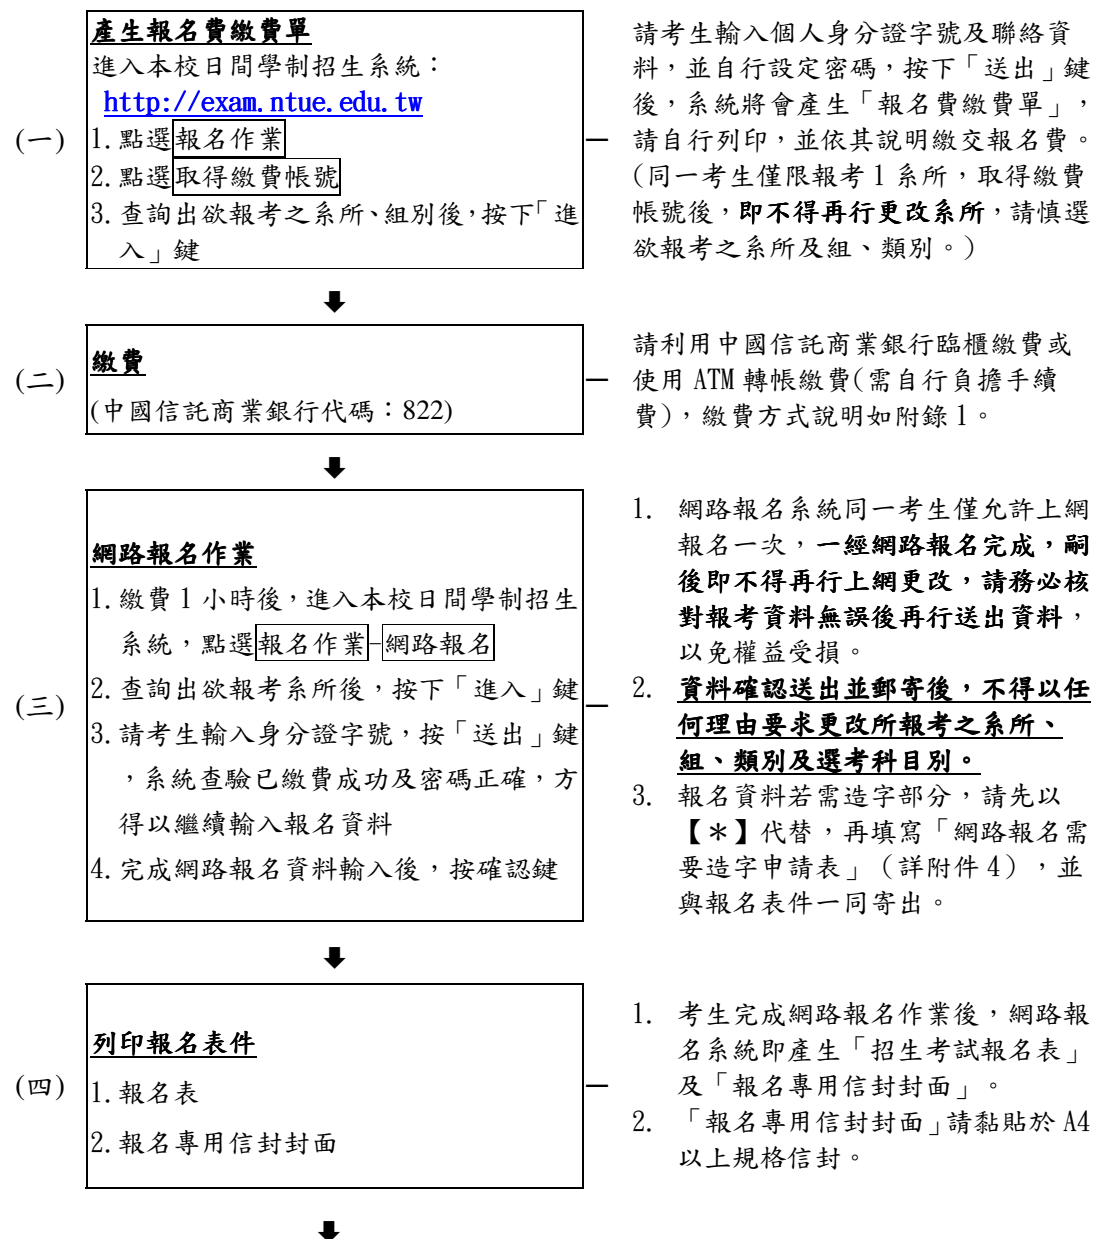 (一)
產生報名費繳費單
進入本校日間學制招生系統：
http://exam.ntue.edu.tw
1.點選報名作業
2.點選取得繳費帳號
3.查詢出欲報考之系所、組別後，按下「進
入」鍵
－
請考生輸入個人身分證字號及聯絡資
料，並自行設定密碼，按下「送出」鍵
後，系統將會產生「報名費繳費單」，
請自行列印，並依其說明繳交報名費。
(同一考生僅限報考 1 系所，取得繳費
帳號後，即不得再行更改系所，請慎選
欲報考之系所及組、類別。)
(二)
繳費
(中國信託商業銀行代碼：822)
－
請利用中國信託商業銀行臨櫃繳費或
使用 ATM 轉帳繳費(需自行負擔手續
費)，繳費方式說明如附錄 1。
(三)
網路報名作業
1.繳費 1 小時後，進入本校日間學制招生
系統，點選報名作業-網路報名
2.查詢出欲報考系所後，按下「進入」鍵
3.請考生輸入身分證字號，按「送出」鍵
，系統查驗已繳費成功及密碼正確，方
得以繼續輸入報名資料
4.完成網路報名資料輸入後，按確認鍵
－
1. 網路報名系統同一考生僅允許上網
報名一次，一經網路報名完成，嗣
後即不得再行上網更改，請務必核
對報考資料無誤後再行送出資料，
以免權益受損。
2. 資料確認送出並郵寄後，不得以任
何理由要求更改所報考之系所、
組、類別及選考科目別。
3. 報名資料若需造字部分，請先以
【＊】代替，再填寫「網路報名需
要造字申請表」（詳附件 4），並
與報名表件一同寄出。
(四)
列印報名表件
1.報名表
2.報名專用信封封面
－
1. 考生完成網路報名作業後，網路報
名系統即產生「招生考試報名表」
及「報名專用信封封面」。
2. 「報名專用信封封面」請黏貼於 A4
以上規格信封。